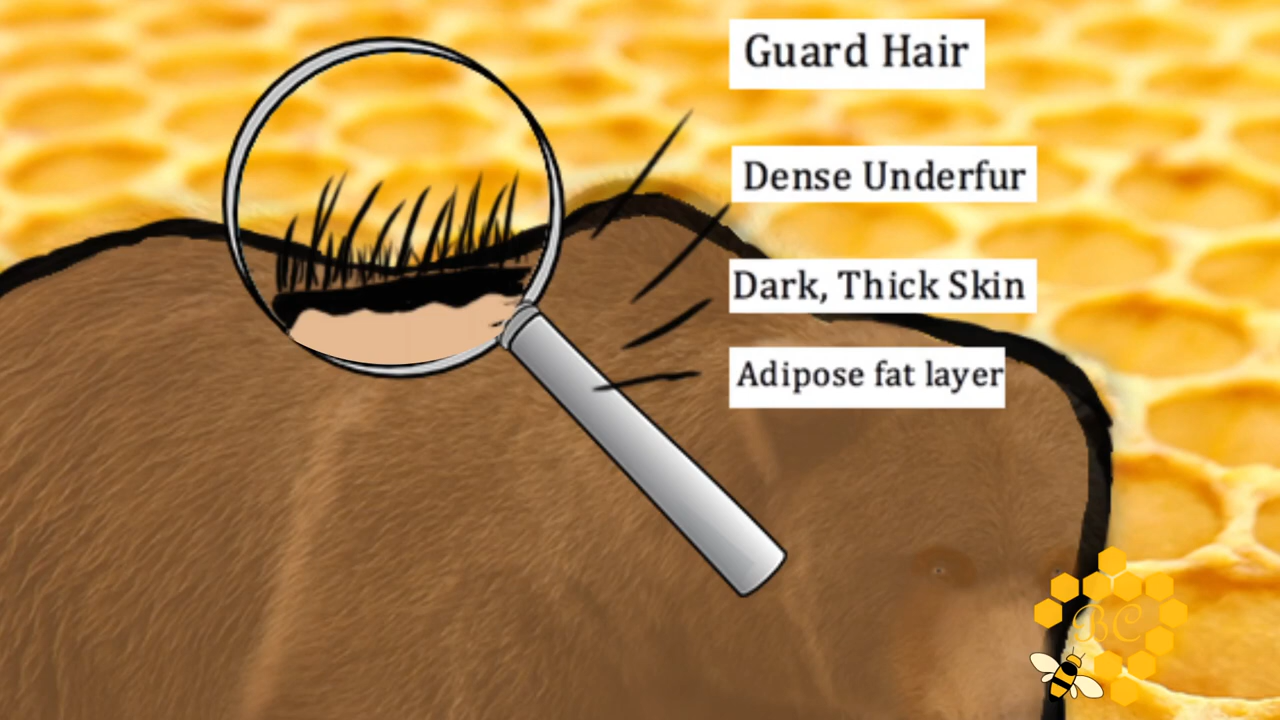 Guard Hair
Dense Underfur
Dark, Thick Skin
Adipose fat layer
BC